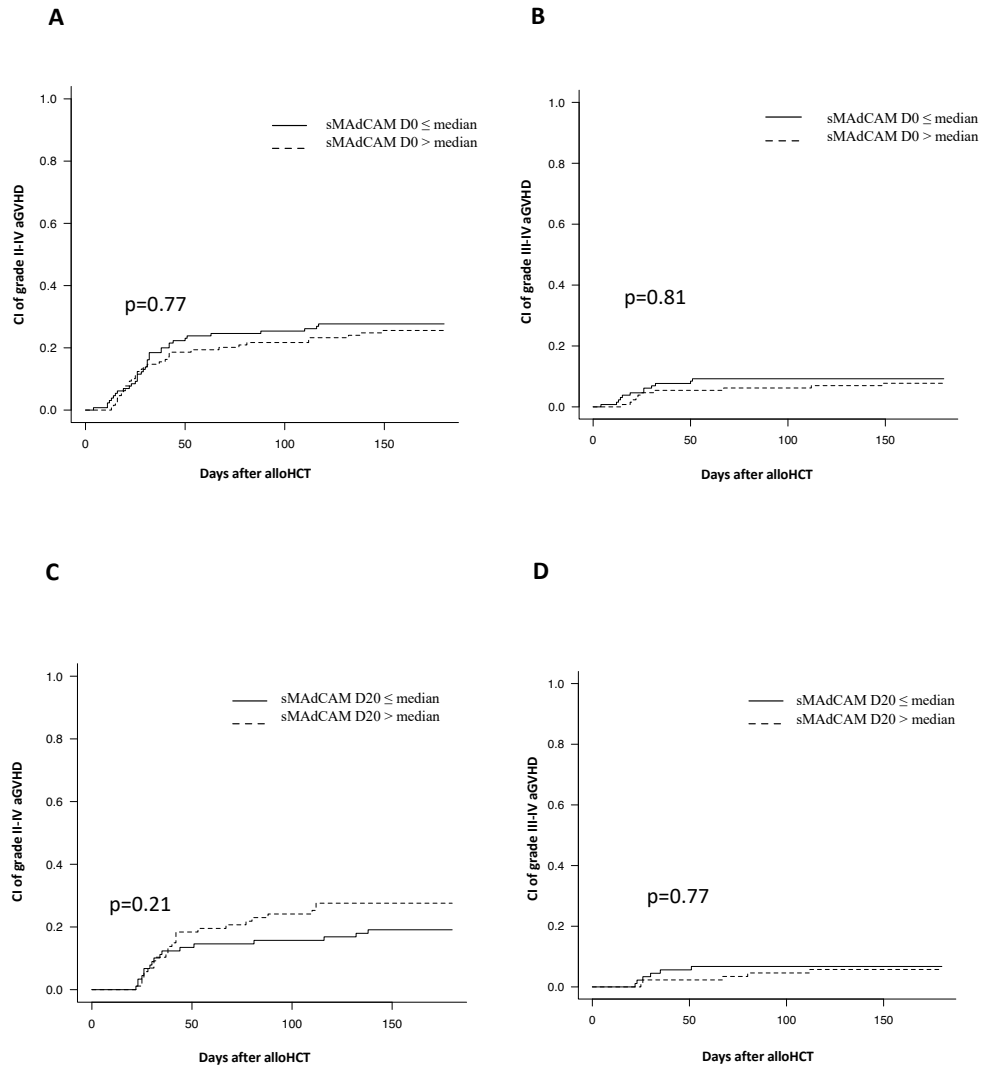 A
1.0
0.8
0.6
0.4
0.2
0.0
CI of grade II-IV aGVHD
sMAdCAM D0 ≤ median
sMAdCAM D0 > median
p=0.77
0 50 100 150
Days after alloHCT
B
1.0
0.8
0.6
0.4
0.2
0.0
CI of grade III-IV aGVHD
sMAdCAM D0 ≤ median
sMAdCAM D0 > median
p=0.81
0 50 100 150
Days after alloHCT
C
1.0
0.8
0.6
0.4
0.2
0.0
CI of grade II-IV aGVHD
sMAdCAM D20 ≤ median
sMAdCAM D20 > median
p=0.21
0 50 100 150
Days after alloHCT
D
1.0
0.8
0.6
0.4
0.2
0.0
CI of grade III-IV aGVHD
sMAdCAM D20 ≤ median
sMAdCAM D20 > median
p=0.77
0 50 100 150
Days after alloHCT